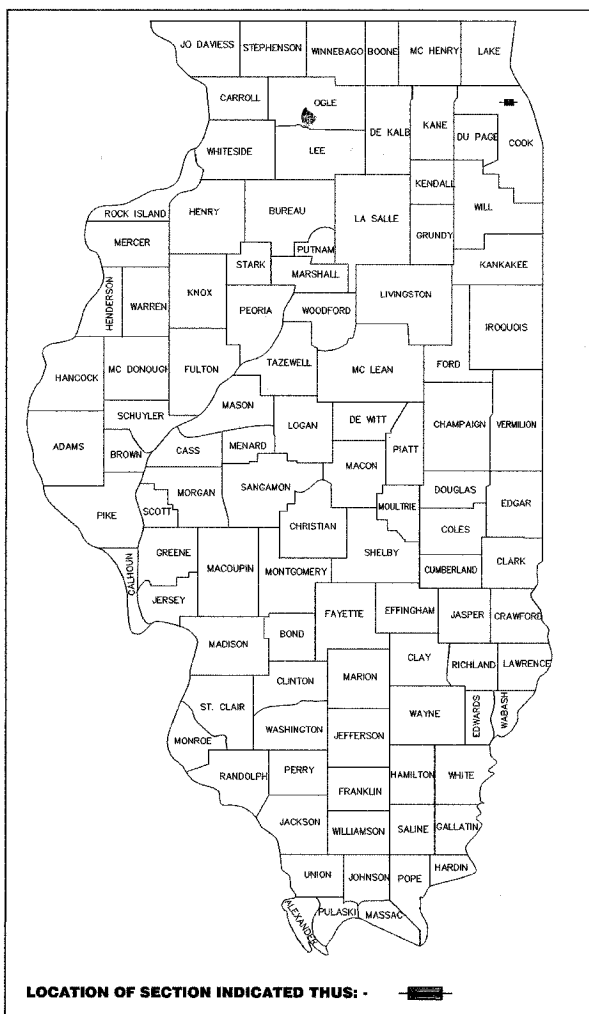 JO DAVIESS STEPHENSON WINNEBAGO BOONE MC HENRY LAKE
CARROLL OGLE
DE KALB KANE DU PAGE COOK
WHITESIDE LEE
KENDALL
ROCK ISLAND HENRY BUREAU LA SALLE WILL
GRUNDY
MERCER PUTNAM
STARK MARSHALL KANKAKEE
HENDERSON WARREN KNOX PEORIA WOODFORD LIVINGSTON
IROQUOIS
HANCOCK MC DONOUGH FULTON TAZEWELL MC LEAN FORD
MASON
SCHUYLER LOGAN DE WITT CHAMPAIGN VERMILION
ADAMS BROWN CASS MENARD MACON PIATT
MORGAN SANGAMON DOUGLAS EDGAR
PIKE SCOTT CHRISTIAN MOULTRIE COLES
GREENE MACOUPIN MONTGOMERY SHELBY CUMBERLAND CLARK
CALHOUN JERSEY
FAYETTE EFFINGHAM JASPER CRAWFORD
MADISON BOND
CLAY RICHLAND LAWRENCE
CLINTON MARION
ST. CLAIR WAYNE EDWARDS WABASH
MONROE WASHINGTON JEFFERSON
RANDOLPH PERRY HAMILTON WHITE
FRANKLIN
JACKSON WILLIAMSON SALINE GALLATIN
UNION JOHNSON POPE HARDIN
ALEXANDER PULASKI MASSAC
LOCATION OF SECTION INDICATED THUS: -